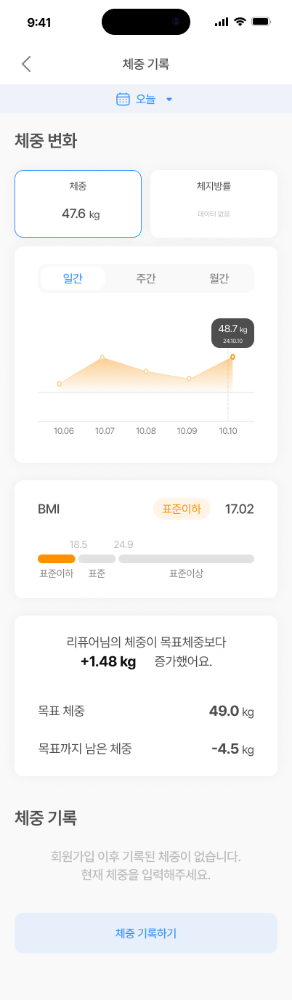 9:41
체중 기록
오늘
체중 변화
체중
47.6 kg
체지방률
데이터 없음
일간
주간
월간
48.7 kg
24.10.10
10.06
10.07
10.08
10.09
10.10
BMI
표준이하
17.02
18.5
24.9
표준이하
표준
표준이상
리퓨어님의 체중이 목표체중보다
+1.48 kg 증가했어요.
목표 체중
49.0 kg
목표까지 남은 체중
-4.5 kg
체중 기록
회원가입 이후 기록된 체중이 없습니다.
현재 체중을 입력해주세요.
체중 기록하기